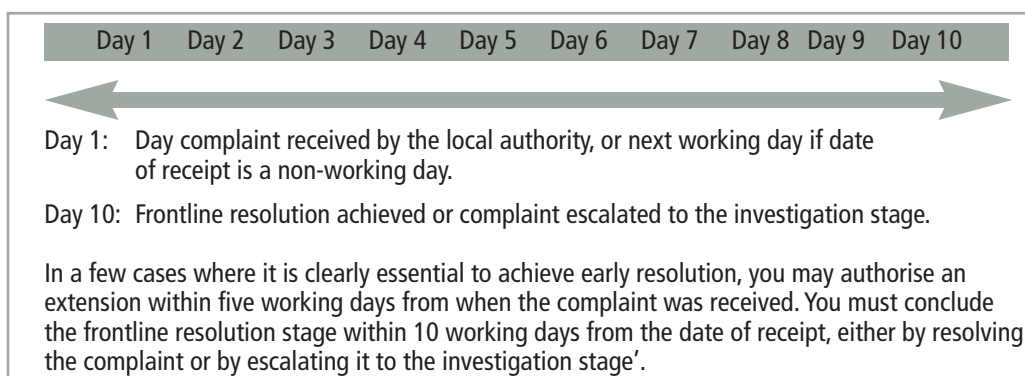 Day 1 Day 2 Day 3 Day 4 Day 5 Day 6 Day 7 Day 8 Day 9 Day 10
Day 1: Day complaint received by the local authority, or next working day if date
of receipt is a non-working day.
Day 10: Frontline resolution achieved or complaint escalated to the investigation stage.
In a few cases where it is clearly essential to achieve early resolution, you may authorise an
extension within five working days from when the complaint was received. You must conclude
the frontline resolution stage within 10 working days from the date of receipt, either by resolving
the complaint or by escalating it to the investigation stage’.